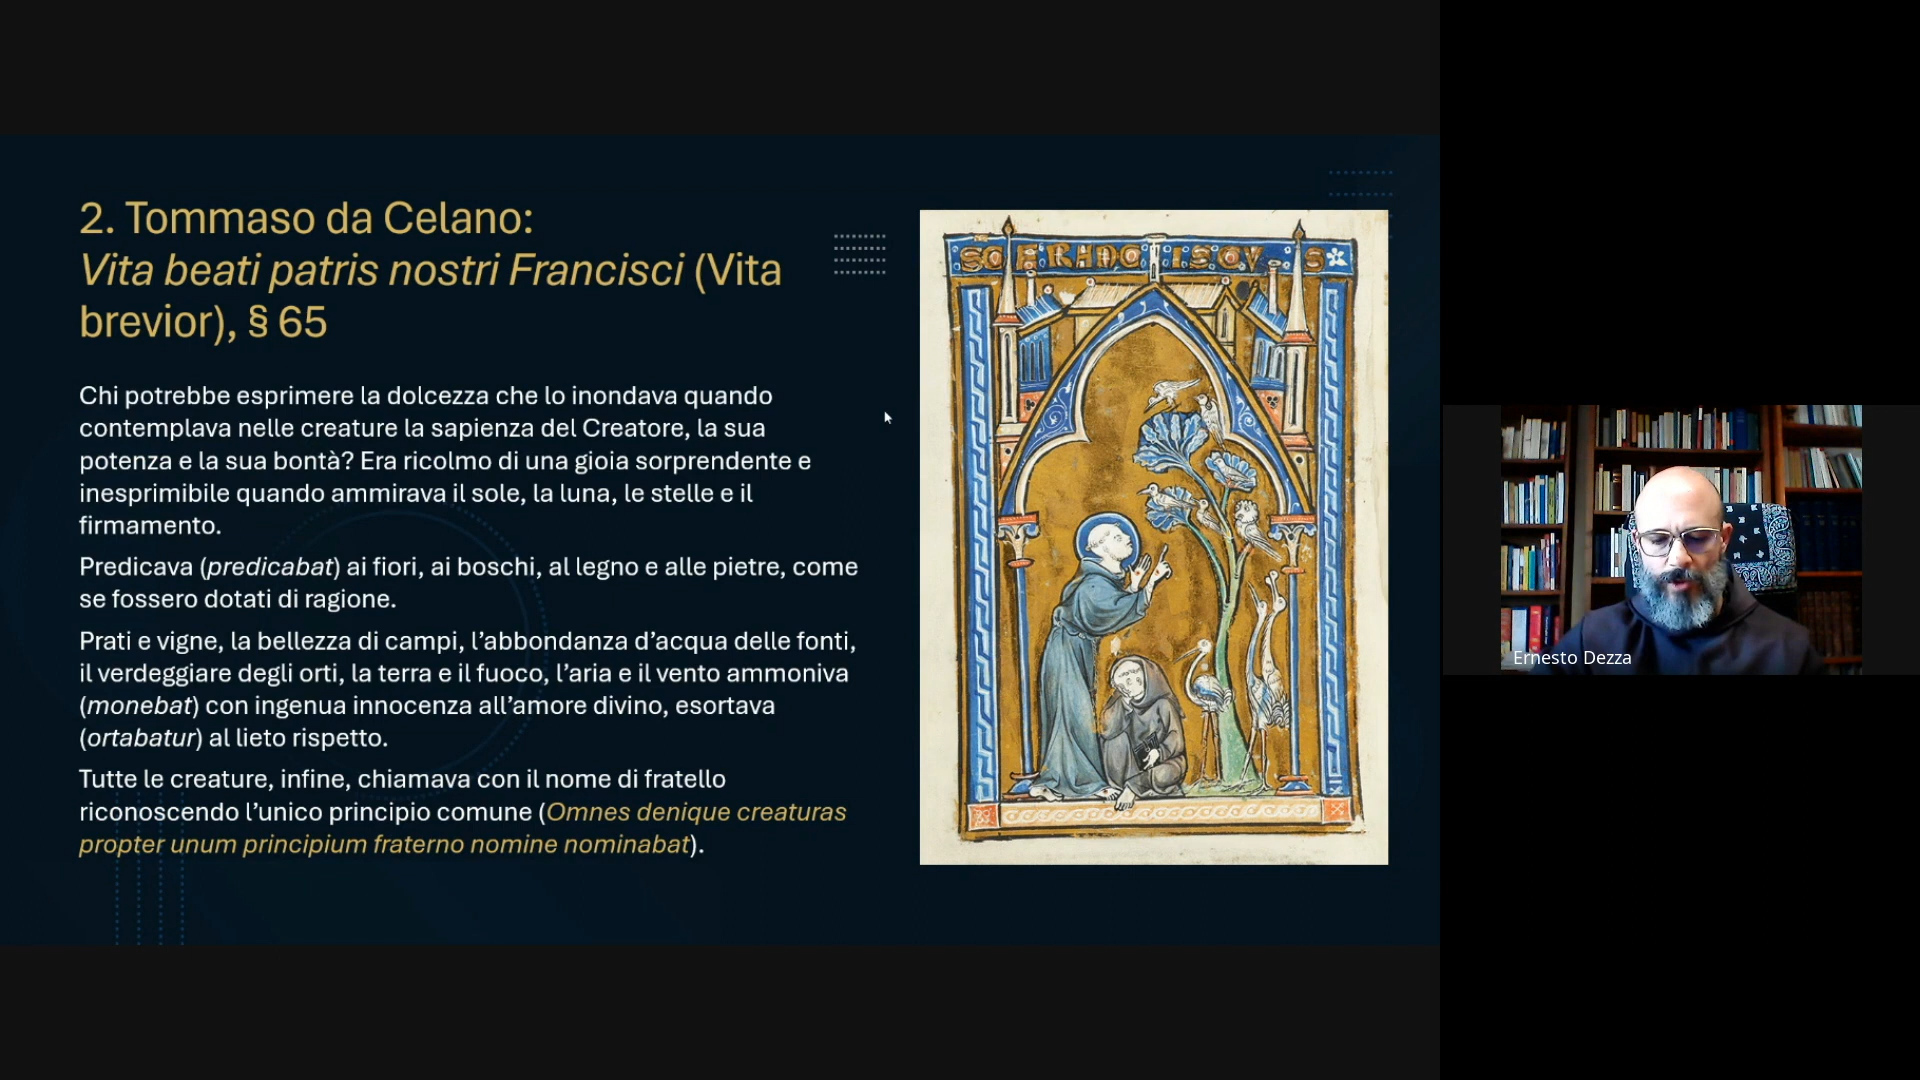 2. Tommaso da Celano:
Vita beati patris nostri Francisci (Vita
brevior), § 65
Chi potrebbe esprimere la dolcezza che lo inondava quando
contemplava nelle creature la sapienza del Creatore, la sua
potenza e la sua bontà? Era ricolmo di una gioia sorprendente e
inesprimibile quando ammirava il sole, la luna, le stelle e il
firmamento.
Predicava (predicabat) ai fiori, ai boschi, al legno e alle pietre, come
se fossero dotati di ragione.
Prati e vigne, la bellezza di campi, l’abbondanza d’acqua delle fonti,
il verdeggiare degli orti, la terra e il fuoco, l’aria e il vento ammoniva
(monebat) con ingenua innocenza all’amore divino, esortava
(ortabatur) al lieto rispetto.
Tutte le creature, infine, chiamava con il nome di fratello
riconoscendo l’unico principio comune (Omnes denique creaturas
propter unum principium fraterno nomine nominabat).
Ernesto Dezza